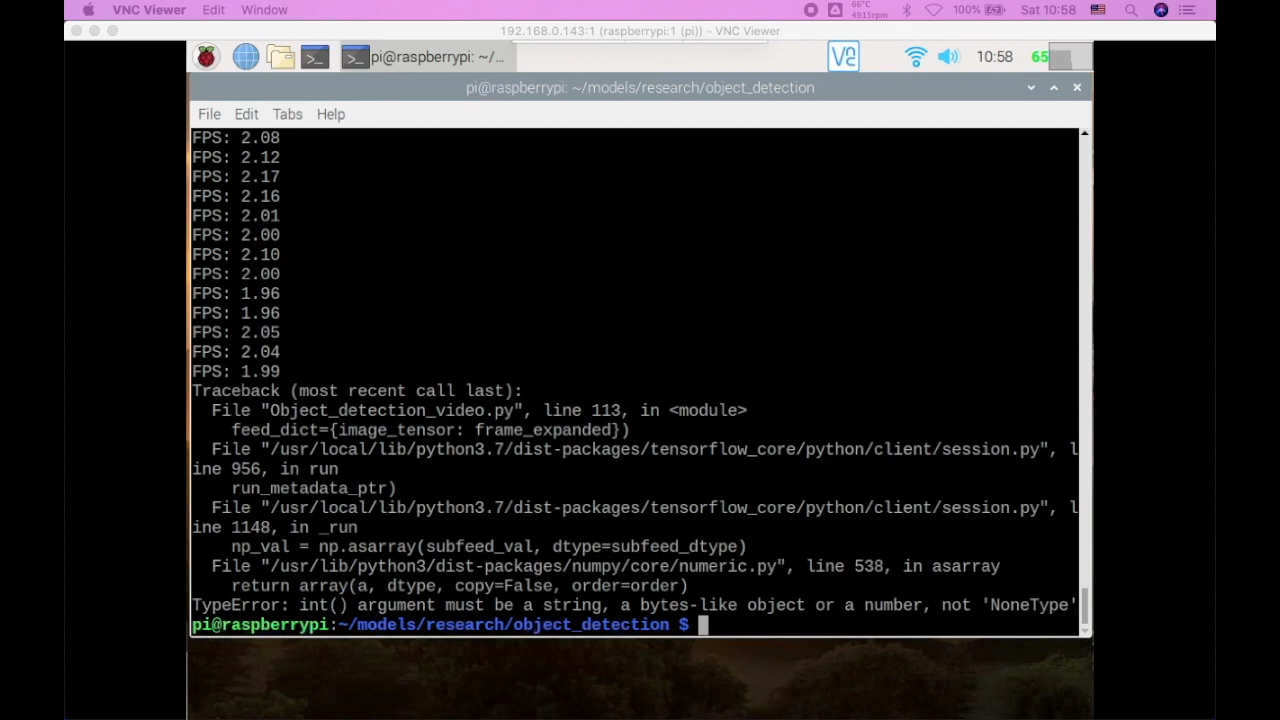 VNC Viewer Edit Window 66°C 4915rpm 100% Sat 10:58
192.168.0.143:1 (raspberrypi:1 (pi)) - VNC Viewer
pi@raspberrypi: ~/... V2 10:58 65
pi@raspberrypi: ~/models/research/object_detection
File Edit Tabs Help
FPS: 2.08
FPS: 2.12
FPS: 2.17
FPS: 2.16
FPS: 2.01
FPS: 2.00
FPS: 2.10
FPS: 2.00
FPS: 1.96
FPS: 1.96
FPS: 2.05
FPS: 2.04
FPS: 1.99
Traceback (most recent call last):
File "Object_detection_video.py", line 113, in <module>
feed_dict={image_tensor: frame_expanded})
File "/usr/local/lib/python3.7/dist-packages/tensorflow_core/python/client/session.py", l
ine 956, in run
run_metadata_ptr)
File "/usr/local/lib/python3.7/dist-packages/tensorflow_core/python/client/session.py", l
ine 1148, in _run
np_val = np.asarray(subfeed_val, dtype=subfeed_dtype)
File "/usr/lib/python3/dist-packages/numpy/core/numeric.py", line 538, in asarray
return array(a, dtype, copy=False, order=order)
TypeError: int() argument must be a string, a bytes-like object or a number, not 'NoneType'
pi@raspberrypi:~/models/research/object_detection $